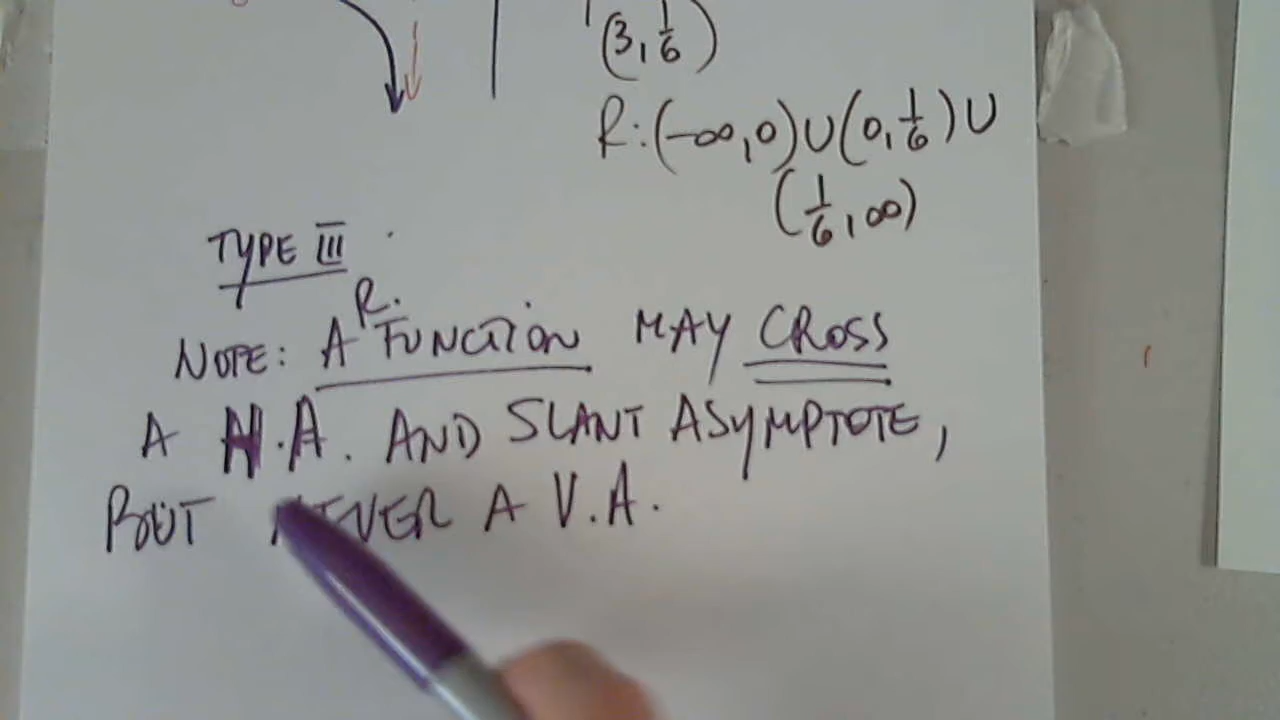 (3, 1/6)
R: (-∞, 0) ∪ (0, 1/6) ∪
(1/6, ∞)
TYPE III
NOTE: A R. FUNCTION MAY CROSS
A H.A. AND SLANT ASYMPTOTE,
BUT NEVER A V.A.